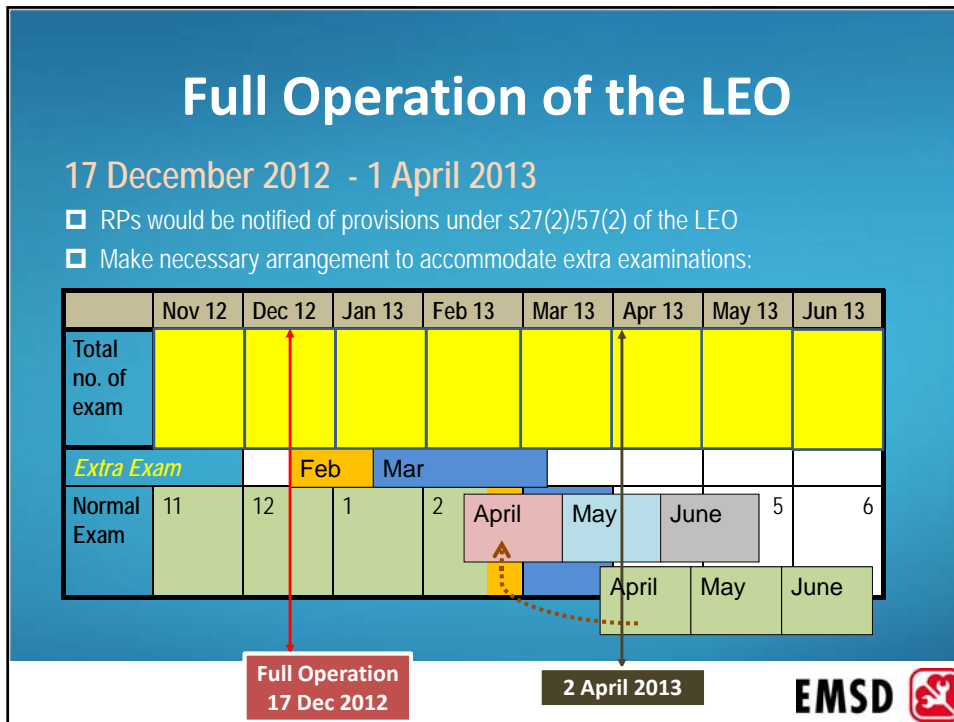 Full Operation of the LEO
17 December 2012 - 1 April 2013
RPs would be notified of provisions under s27(2)/57(2) of the LEO
Make necessary arrangement to accommodate extra examinations:
Nov 12 Dec 12 Jan 13 Feb 13 Mar 13 Apr 13 May 13 Jun 13
Total
no. of
exam
Extra Exam Feb Mar
Normal
Exam
11 12 1 2 April May June 5 6
April May June
Full Operation
17 Dec 2012
2 April 2013
EMSD